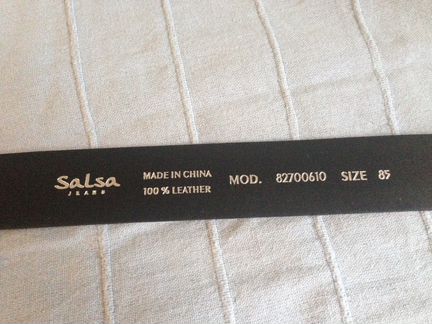 Salsa
JEANS
MADE IN CHINA
100% LEATHER
MOD. 82700610 SIZE 85